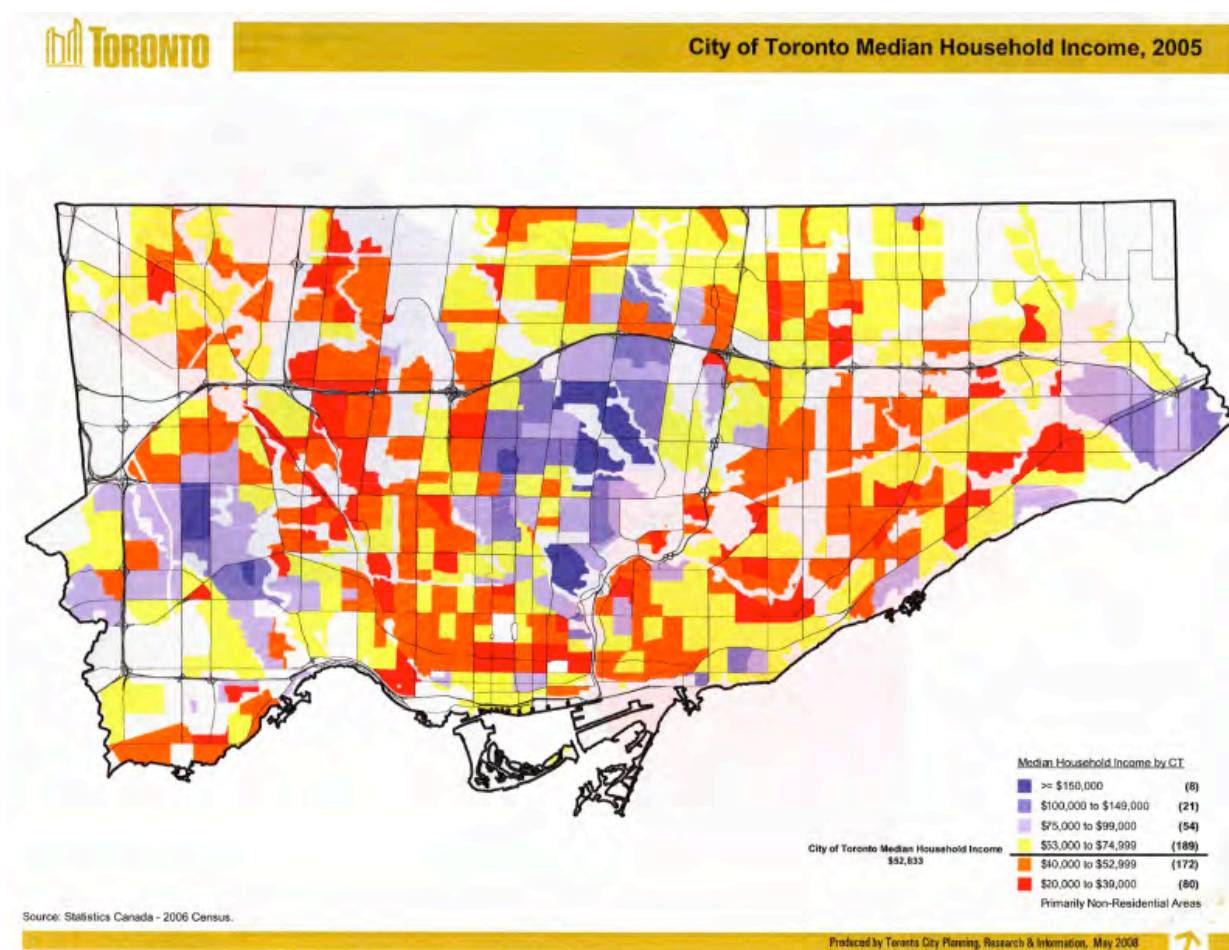 TORONTO
City of Toronto Median Household Income, 2005
Median Household Income by CT
>= $150,000 (8)
$100,000 to $149,000 (21)
$75,000 to $99,000 (54)
$53,000 to $74,999 (189)
City of Toronto Median Household Income
$52,833
$40,000 to $52,999 (172)
$20,000 to $39,000 (80)
Primarily Non-Residential Areas
Source: Statistics Canada - 2006 Census.
Produced by Toronto City Planning, Research & Information, May 2008